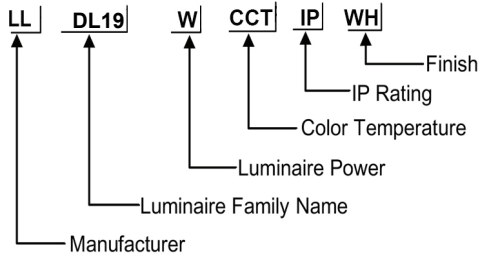 LL DL19 W CCT IP WH
Finish
IP Rating
Color Temperature
Luminaire Power
Luminaire Family Name
Manufacturer